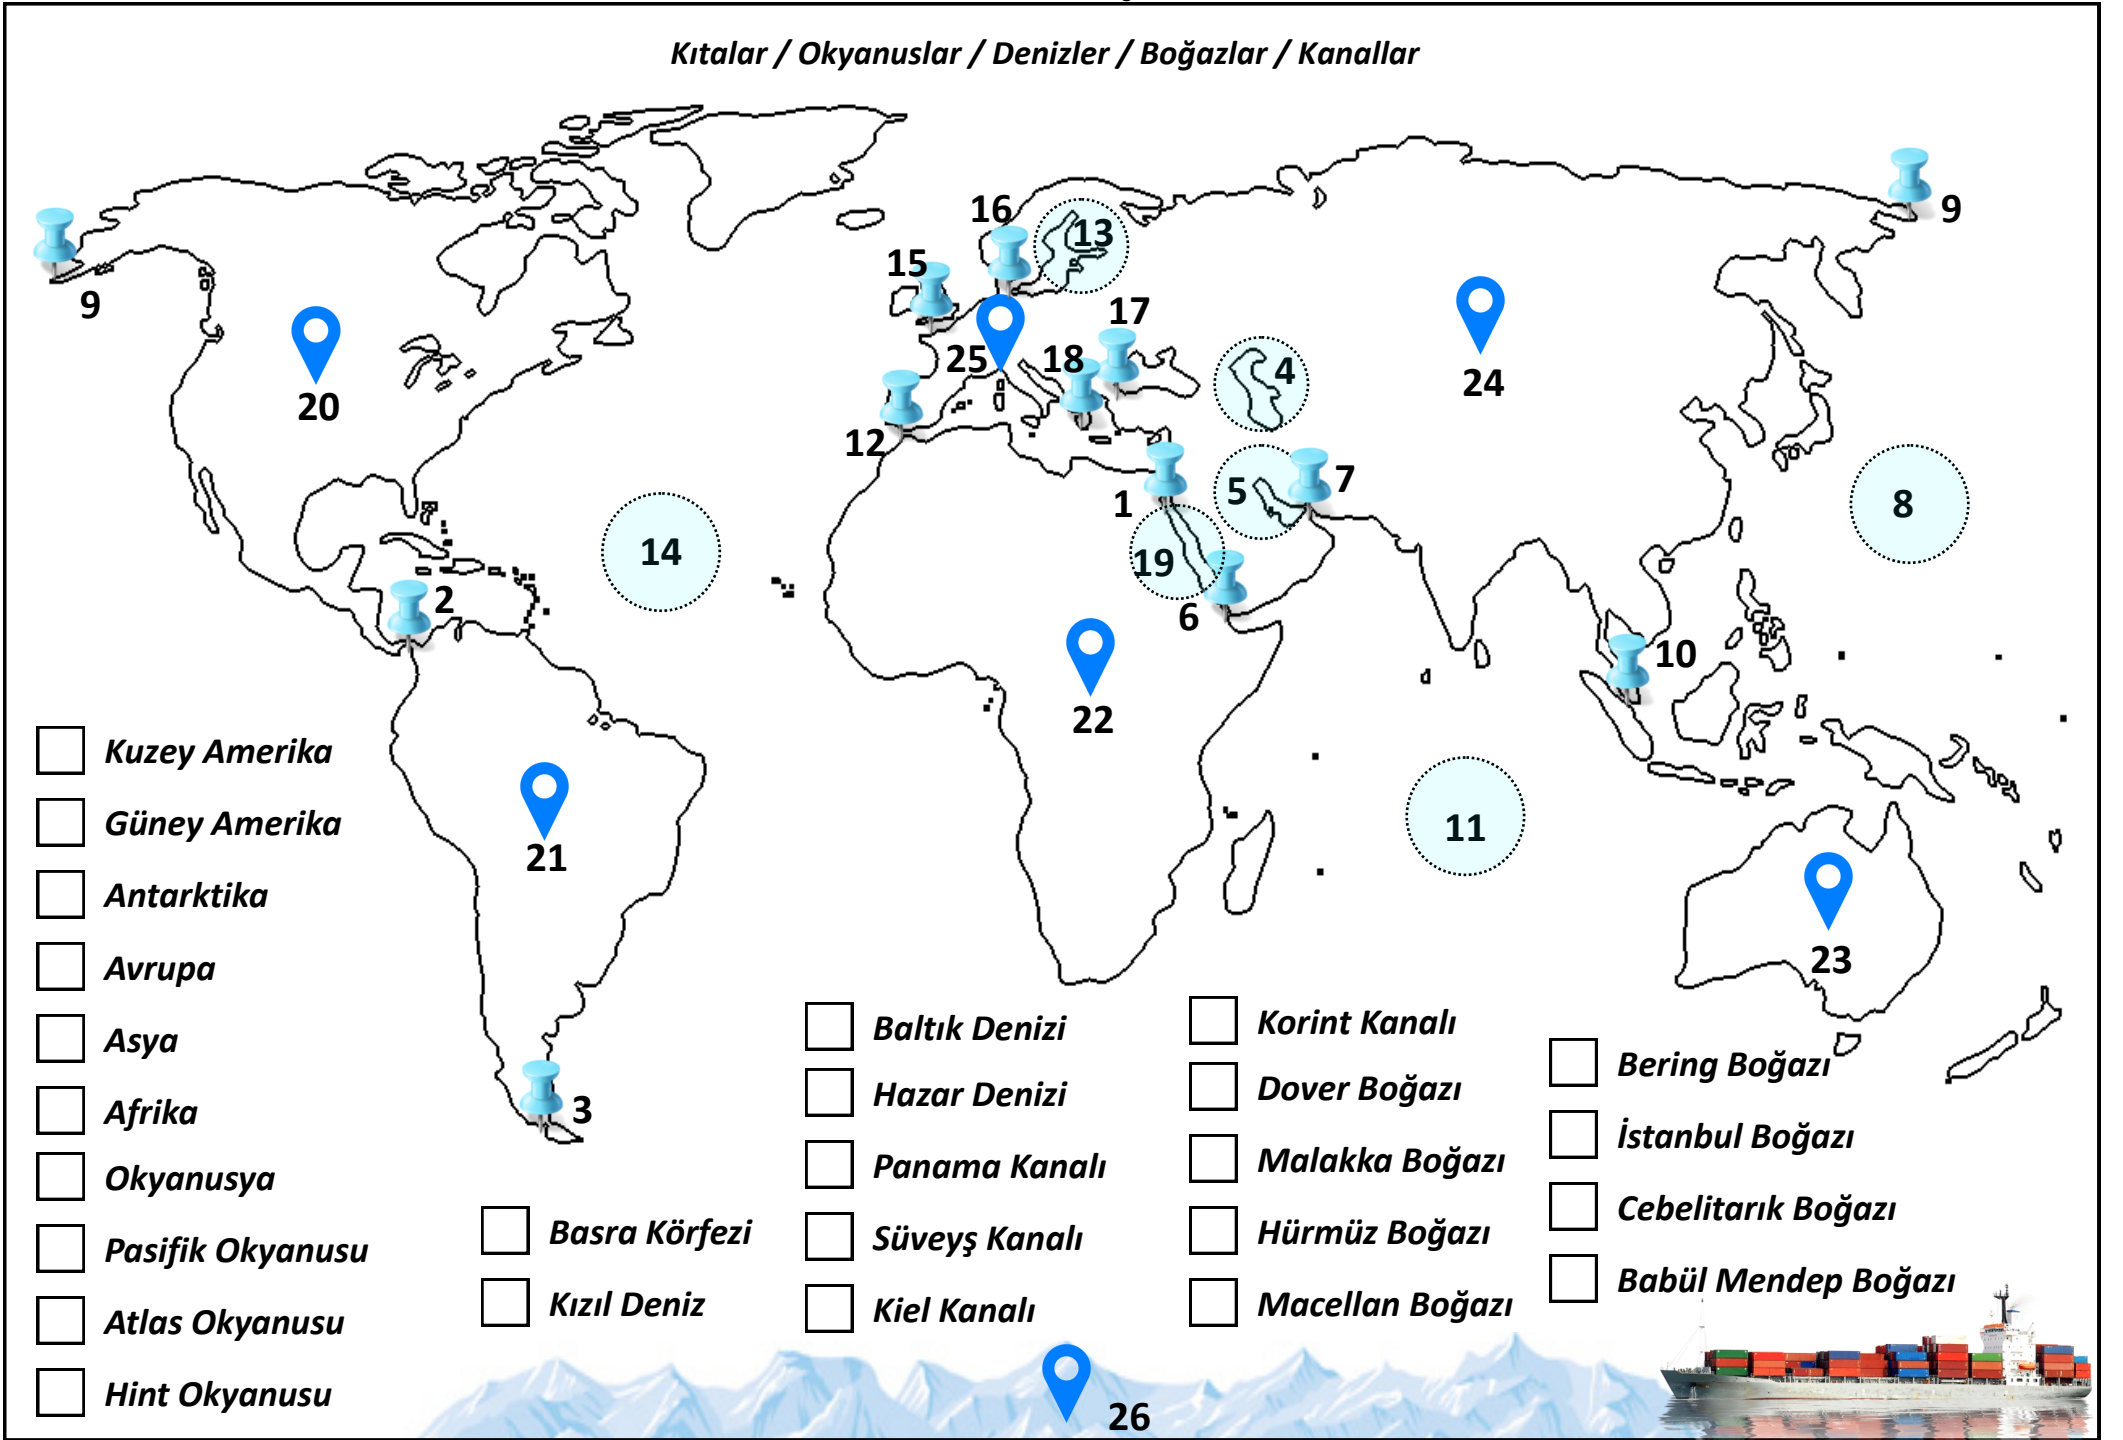 Kıtalar / Okyanuslar / Denizler / Boğazlar / Kanallar
9
16
13
15
9
17
25
18
4
24
20
12
1
5
7
8
14
19
2
6
10
22
11
21
23
3
26
Kuzey Amerika
Güney Amerika
Antarktika
Avrupa
Asya
Afrika
Okyanusya
Pasifik Okyanusu
Atlas Okyanusu
Hint Okyanusu
Basra Körfezi
Kızıl Deniz
Baltık Denizi
Hazar Denizi
Panama Kanalı
Süveyş Kanalı
Kiel Kanalı
Korint Kanalı
Dover Boğazı
Malakka Boğazı
Hürmüz Boğazı
Macellan Boğazı
Bering Boğazı
İstanbul Boğazı
Cebelitarık Boğazı
Babül Mendep Boğazı